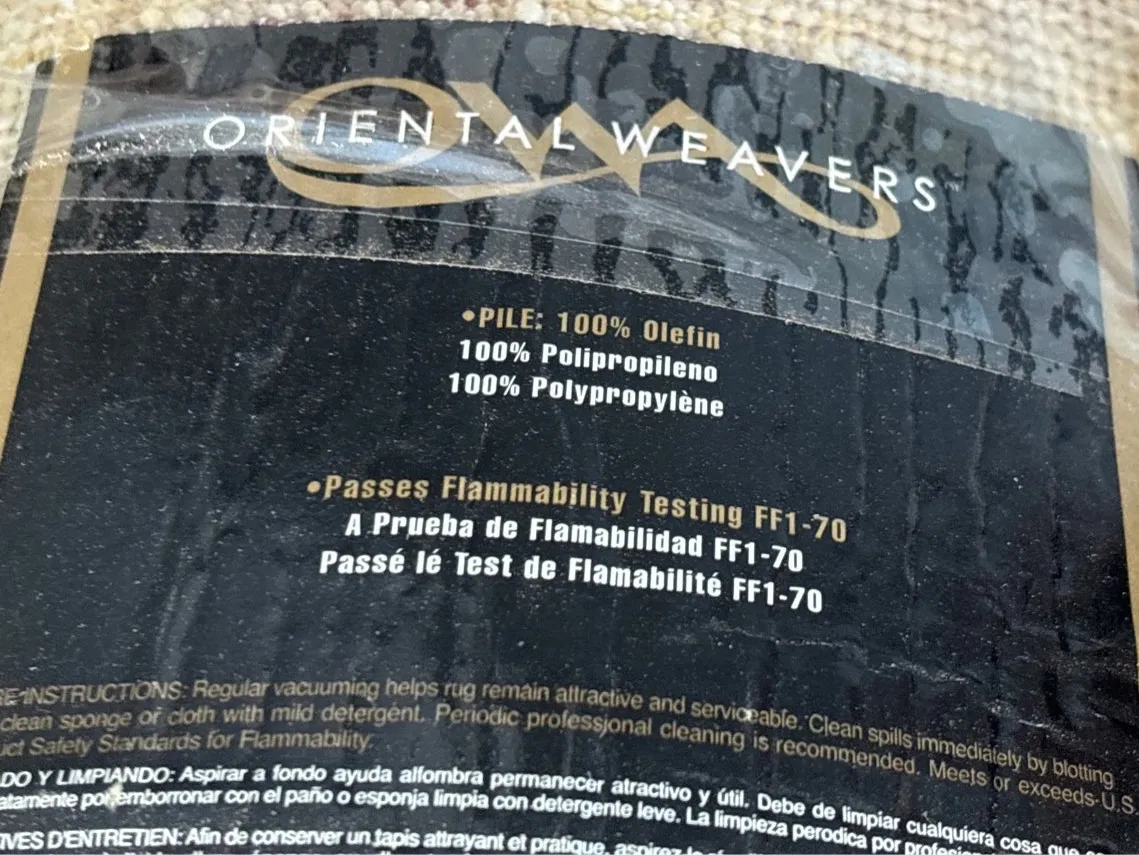 ORIENTAL WEAVERS
•PILE: 100% Olefin
100% Polipropileno
100% Polypropylène
•Passes Flammability Testing FF1-70
A Prueba de Flamabilidad FF1-70
Passé lé Test de Flamabilité FF1-70
INSTRUCTIONS: Regular vacuuming helps rug remain attractive and serviceable. Clean spills immediately by blotting
clean sponge or cloth with mild detergent. Periodic professional cleaning is recommended. Meets or exceeds U.S.
Safety Standards for Flammability.
Y LIMPIANDO: Aspirar a fondo ayuda alfombra permanecer atractivo y útil. Debe de limpiar cualquiera cosa que
por emborronar con el paño o esponja limpia con detergente leve. La limpieza perodica por
D'ENTRETIEN: Afin de conserver un tapis attrayant et pratique,